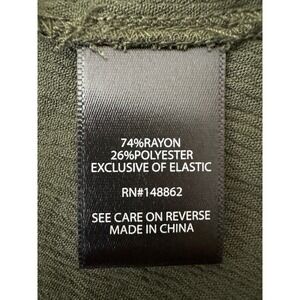 74%RAYON
26%POLYESTER
EXCLUSIVE OF ELASTIC
RN#148862
SEE CARE ON REVERSE
MADE IN CHINA